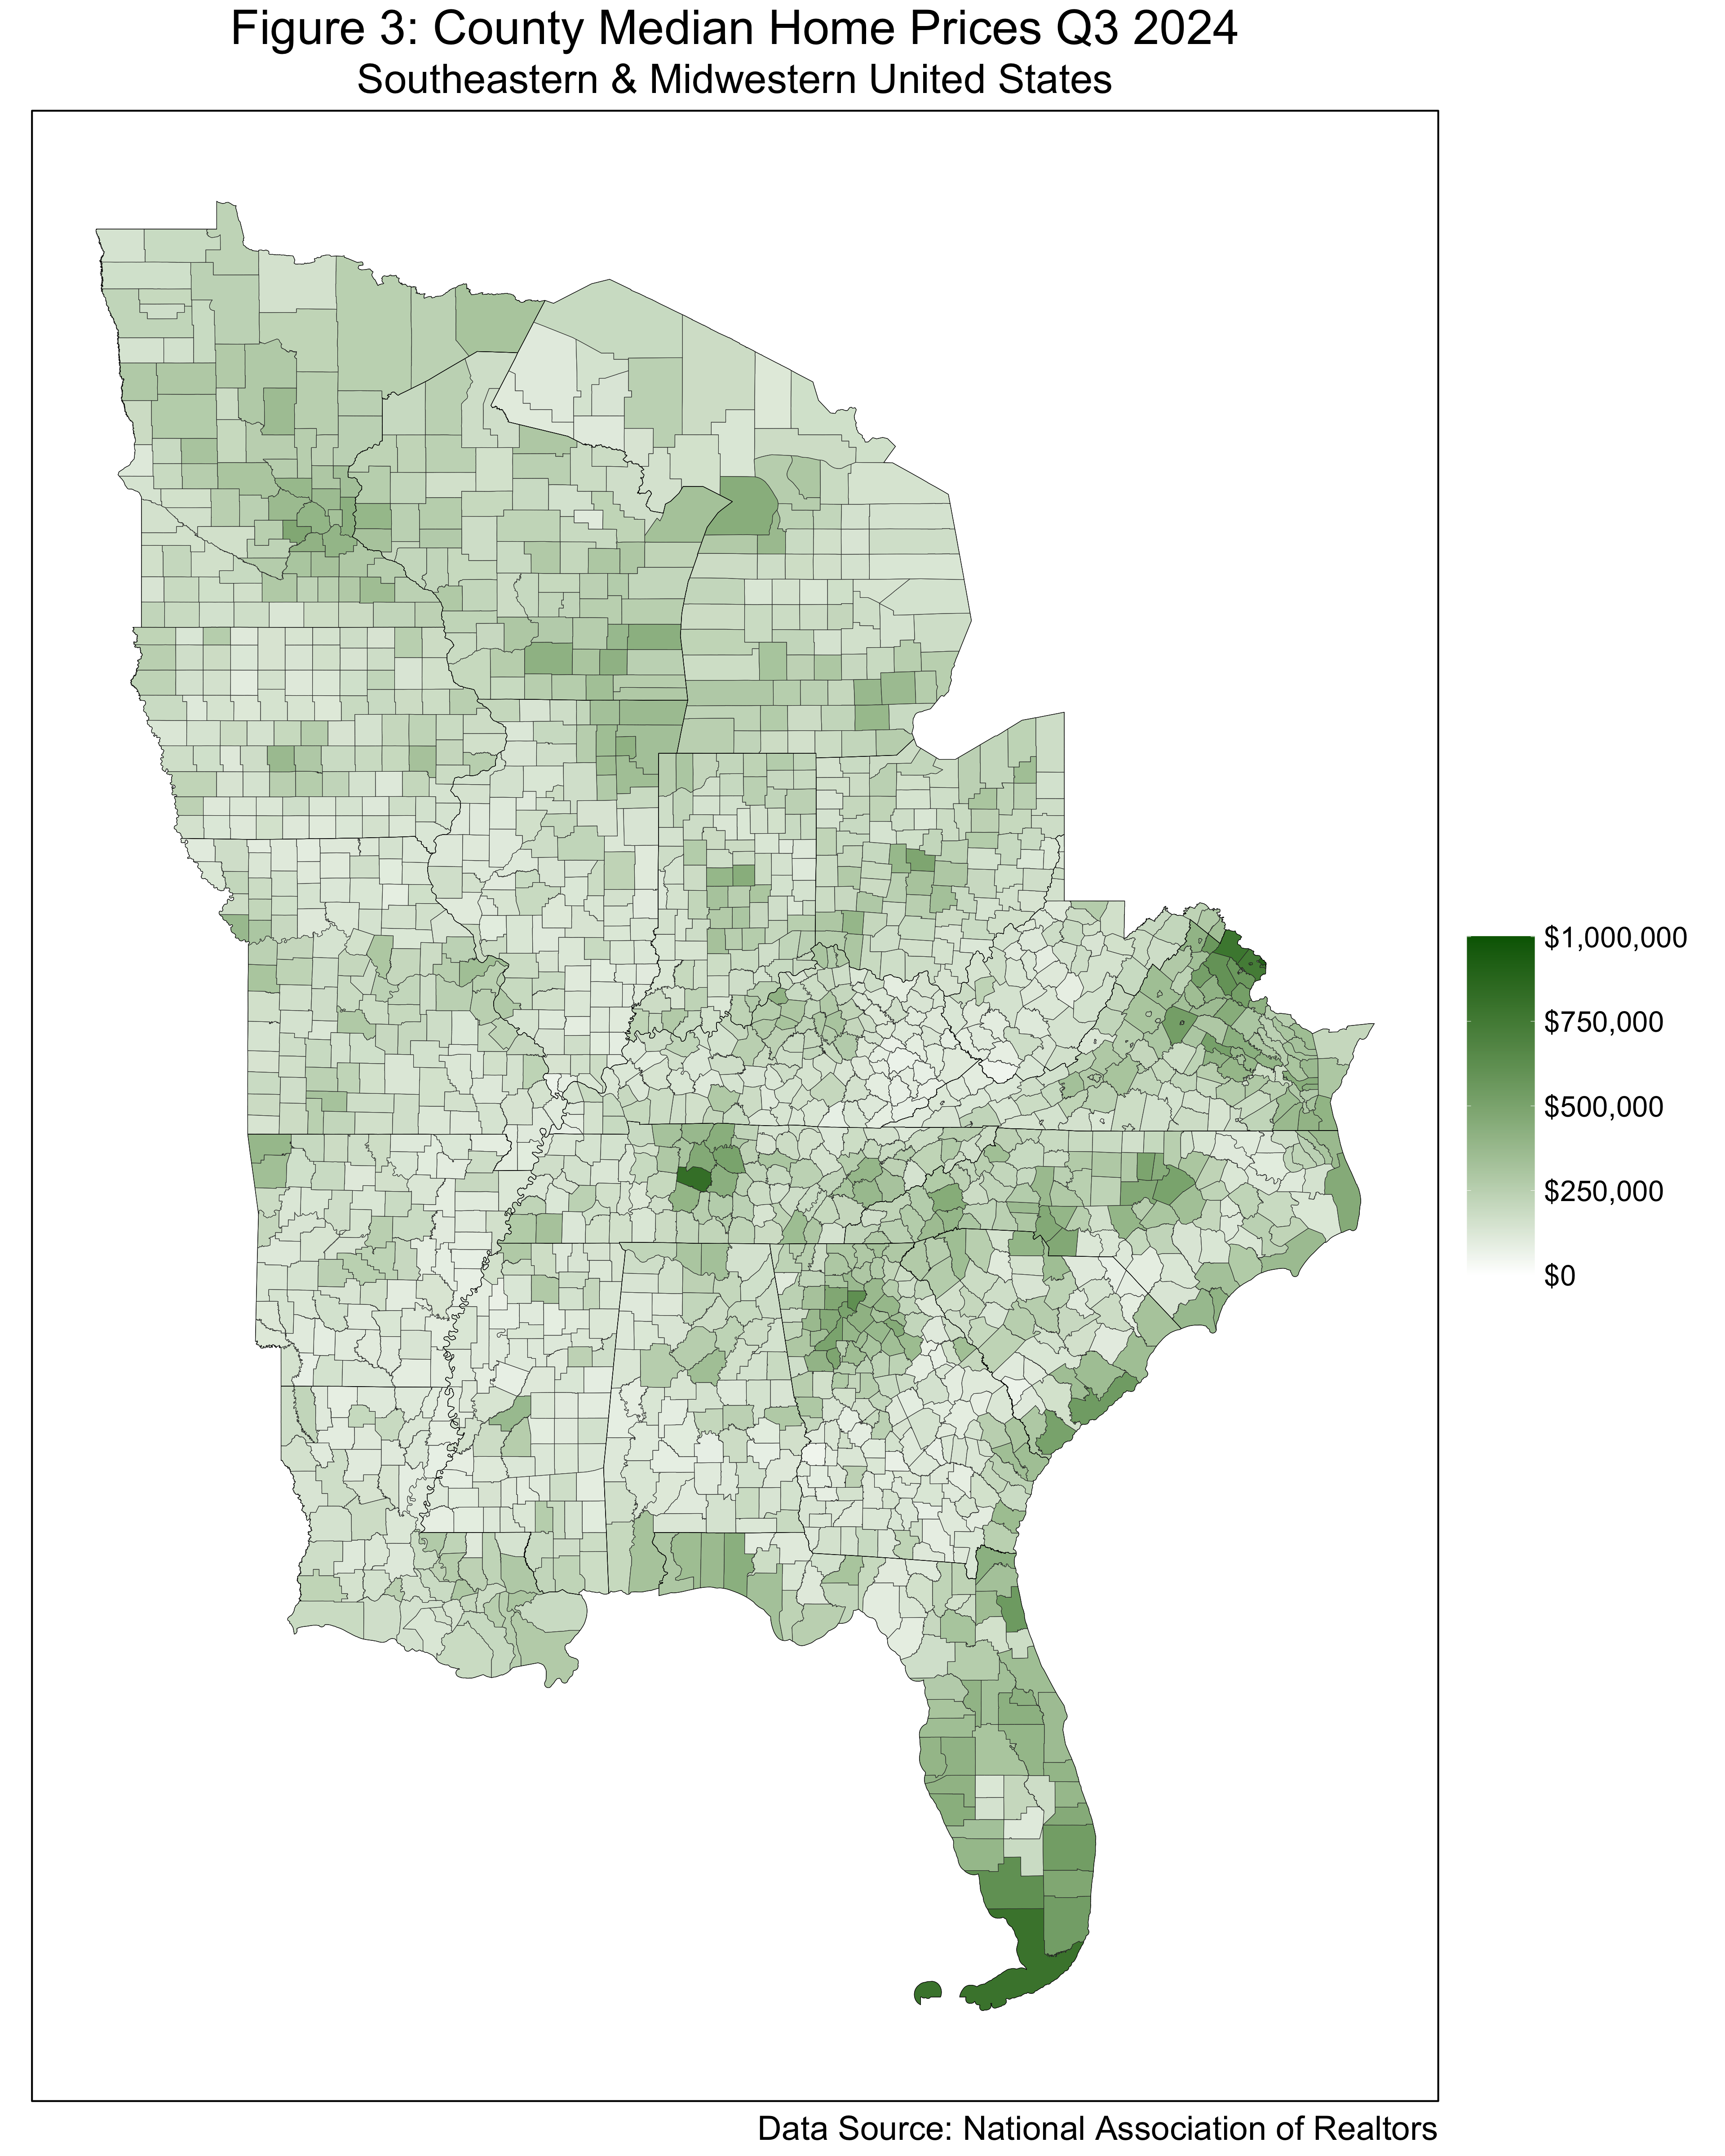 Figure 3: County Median Home Prices Q3 2024
Southeastern & Midwestern United States
$1,000,000
$750,000
$500,000
$250,000
$0
Data Source: National Association of Realtors